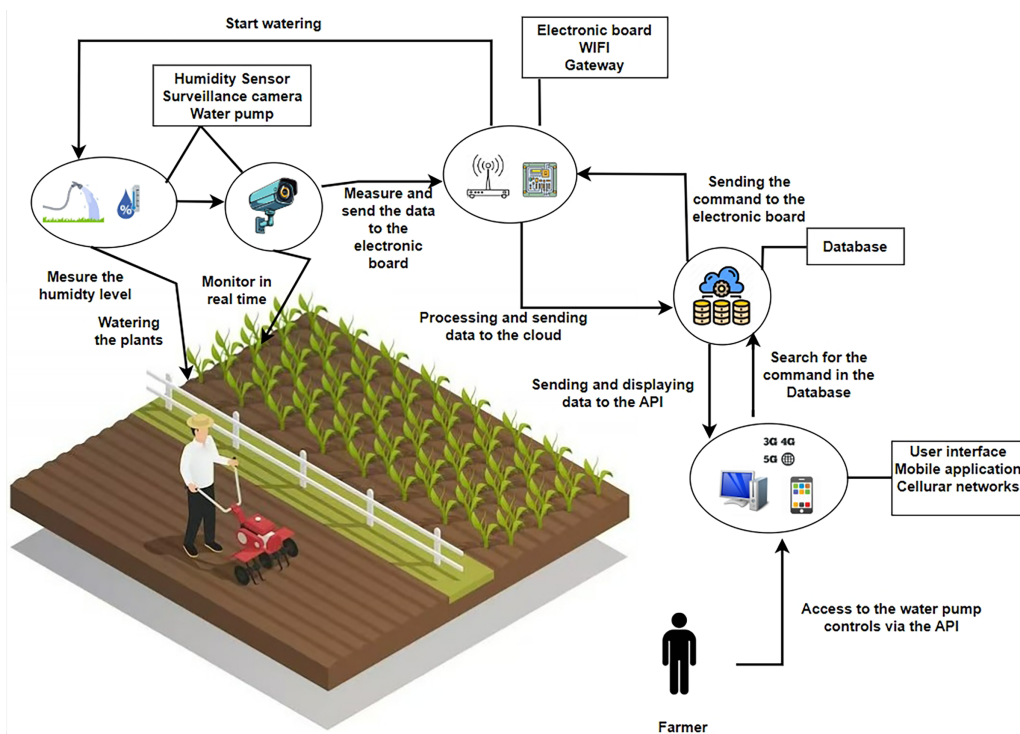 Start watering
Electronic board
WIFI
Gateway
Humidity Sensor
Surveillance camera
Water pump
%
Measure and
send the data
to the
electronic
board
Sending the
command to the
electronic board
Database
Mesure the
humidty level
Monitor in
real time
Watering
the plants
Processing and sending
data to the cloud
Search for the
command in the
Database
Sending and displaying
data to the API
3G 4G
5G
User interface
Mobile application
Cellurar networks
Access to the water pump
controls via the API
Farmer